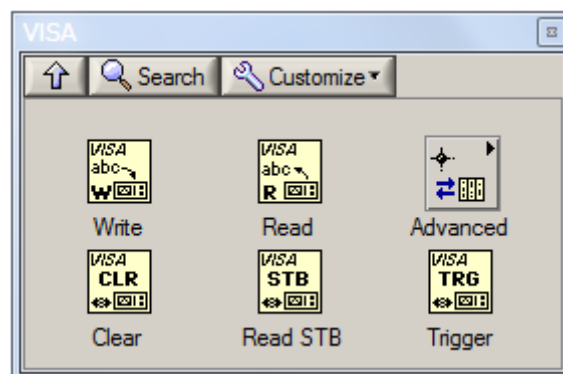 VISA
Search Customize
VISA VISA
abc abc
W R
Write Read Advanced
VISA VISA VISA
CLR STB TRG
Clear Read STB Trigger